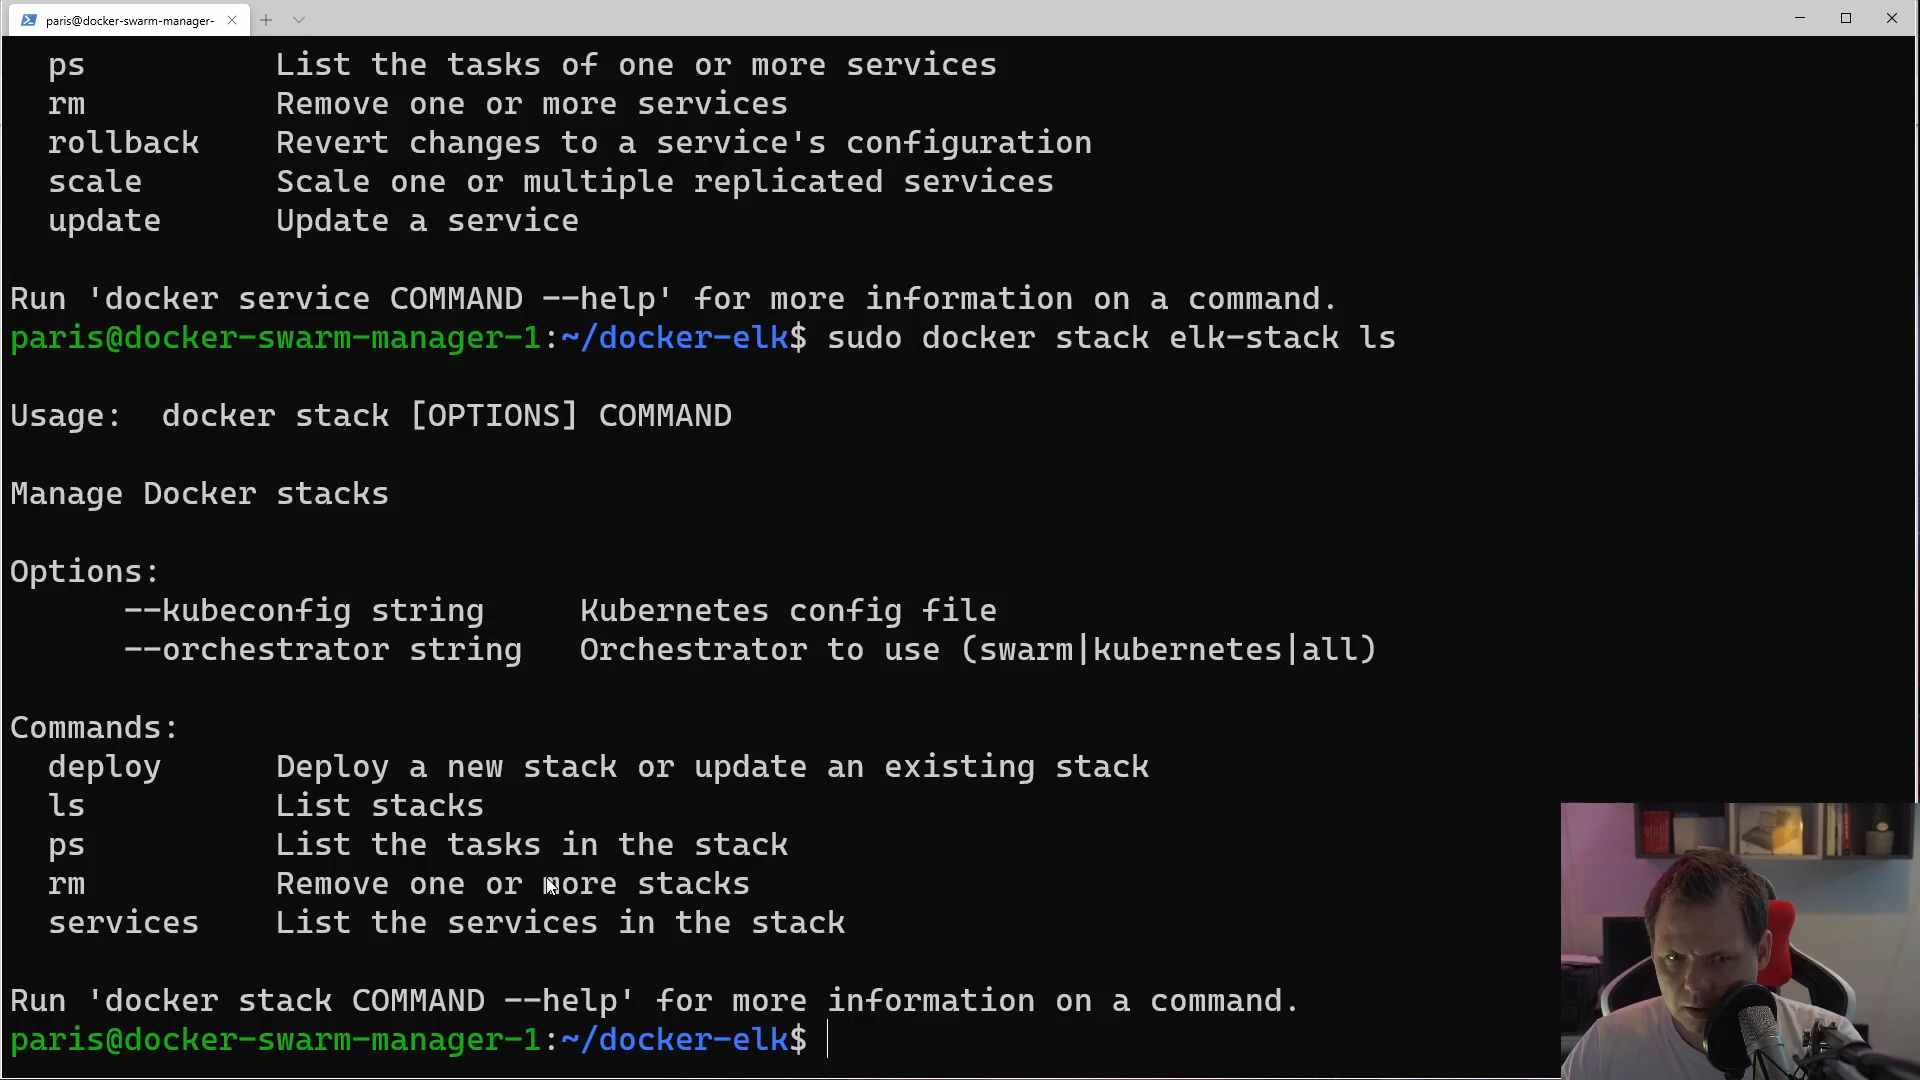 paris@docker-swarm-manager-
ps List the tasks of one or more services
rm Remove one or more services
rollback Revert changes to a service's configuration
scale Scale one or multiple replicated services
update Update a service
Run 'docker service COMMAND --help' for more information on a command.
paris@docker-swarm-manager-1:~/docker-elk$ sudo docker stack elk-stack ls
Usage: docker stack [OPTIONS] COMMAND
Manage Docker stacks
Options:
--kubeconfig string Kubernetes config file
--orchestrator string Orchestrator to use (swarm|kubernetes|all)
Commands:
deploy Deploy a new stack or update an existing stack
ls List stacks
ps List the tasks in the stack
rm Remove one or more stacks
services List the services in the stack
Run 'docker stack COMMAND --help' for more information on a command.
paris@docker-swarm-manager-1:~/docker-elk$